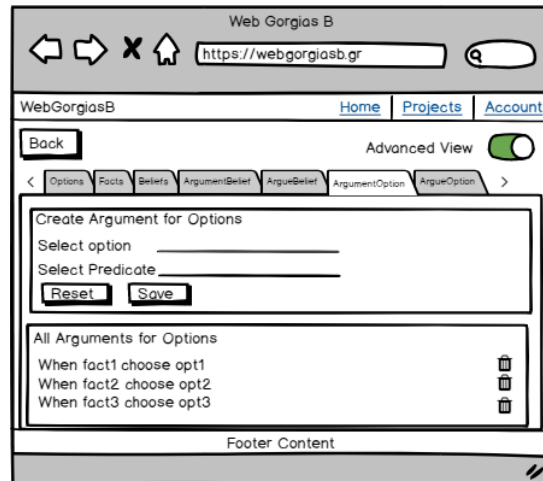 Web Gorgias B
https://webgorgiasb.gr
WebGorgiasB Home Projects Account
Back Advanced View
< Options Facts Beliefs ArgumentBelief ArgueBelief ArgumentOption ArgueOption >
Create Argument for Options
Select option
Select Predicate
Reset Save
All Arguments for Options
When fact1 choose opt1
When fact2 choose opt2
When fact3 choose opt3
Footer Content